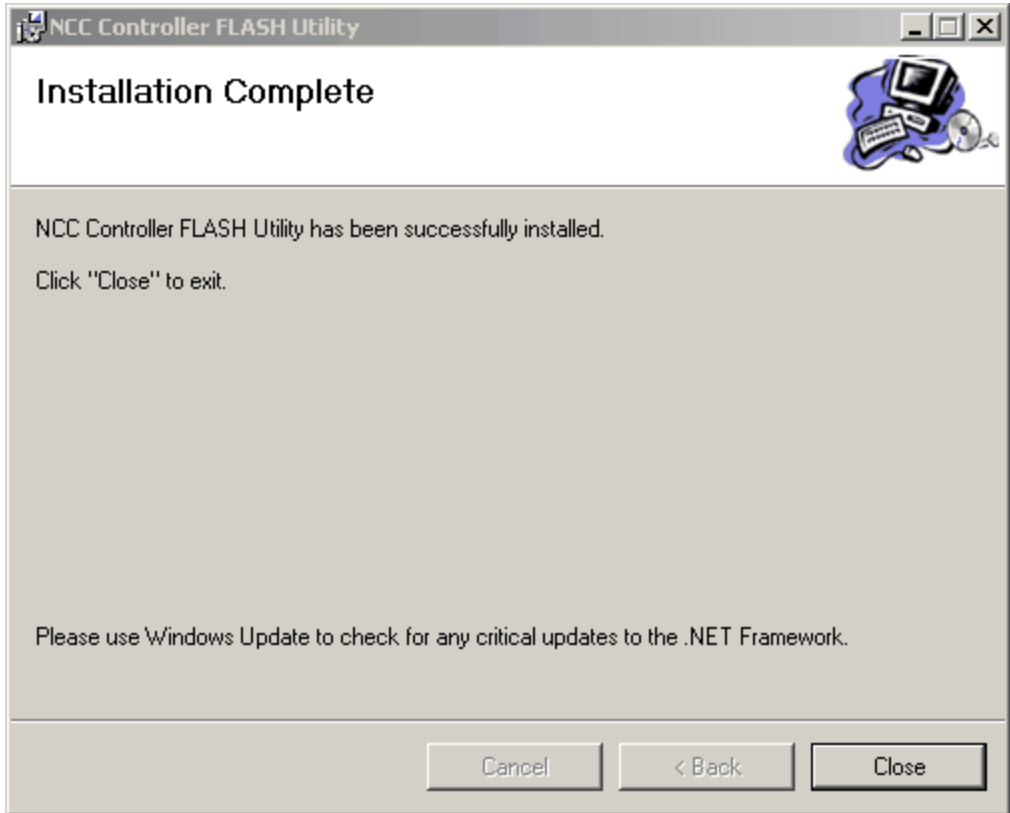 NCC Controller FLASH Utility
Installation Complete
NCC Controller FLASH Utility has been successfully installed.
Click "Close" to exit.
Please use Windows Update to check for any critical updates to the .NET Framework.
Cancel < Back Close